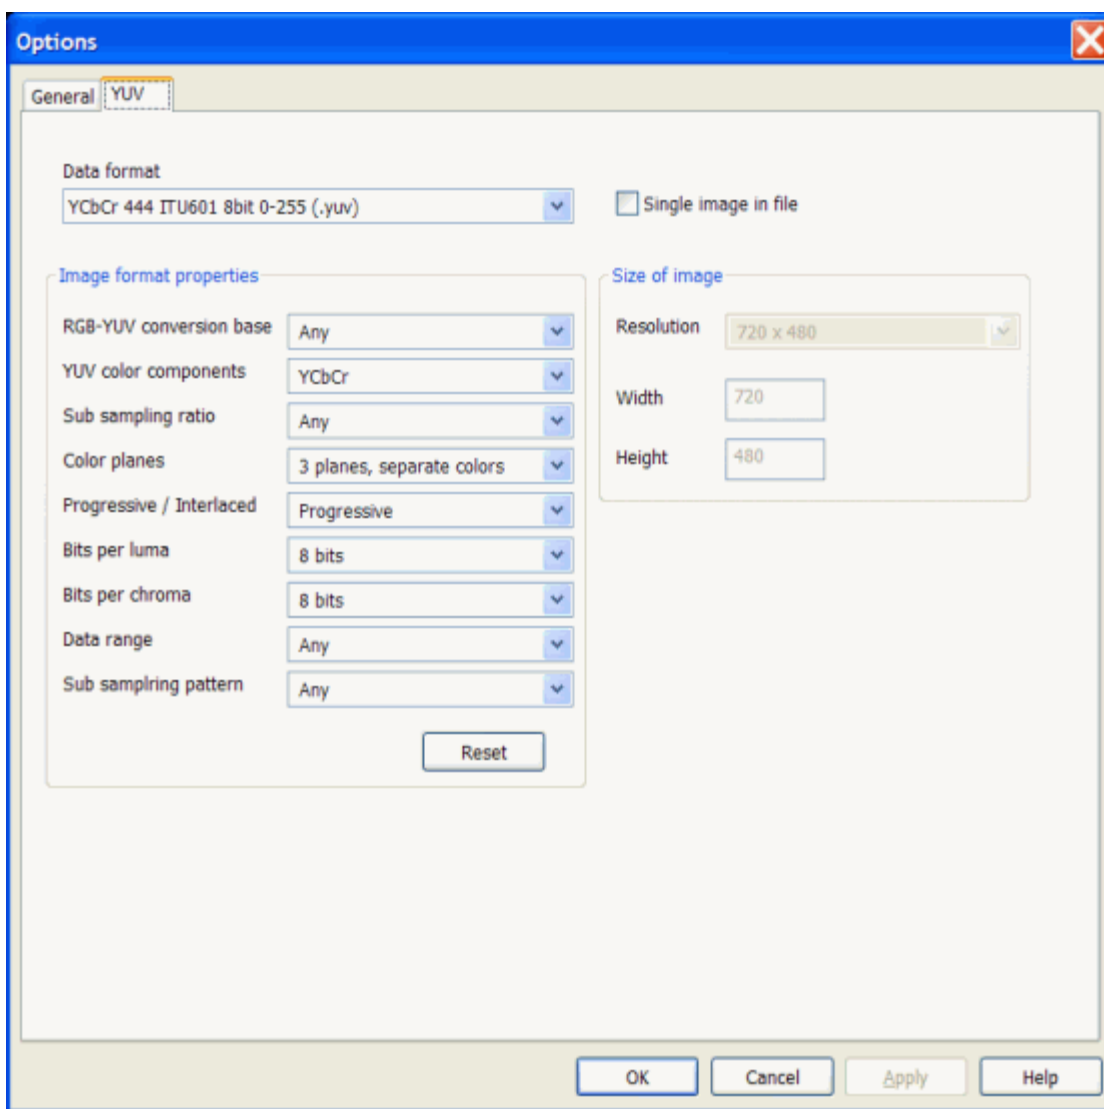 Options
General YUV
Data format
YCbCr 444 ITU601 8bit 0-255 (.yuv)
Single image in file
Image format properties
RGB-YUV conversion base Any
YUV color components YCbCr
Sub sampling ratio Any
Color planes 3 planes, separate colors
Progressive / Interlaced Progressive
Bits per luma 8 bits
Bits per chroma 8 bits
Data range Any
Sub samplring pattern Any
Reset
Size of image
Resolution 720 x 480
Width 720
Height 480
OK Cancel Apply Help